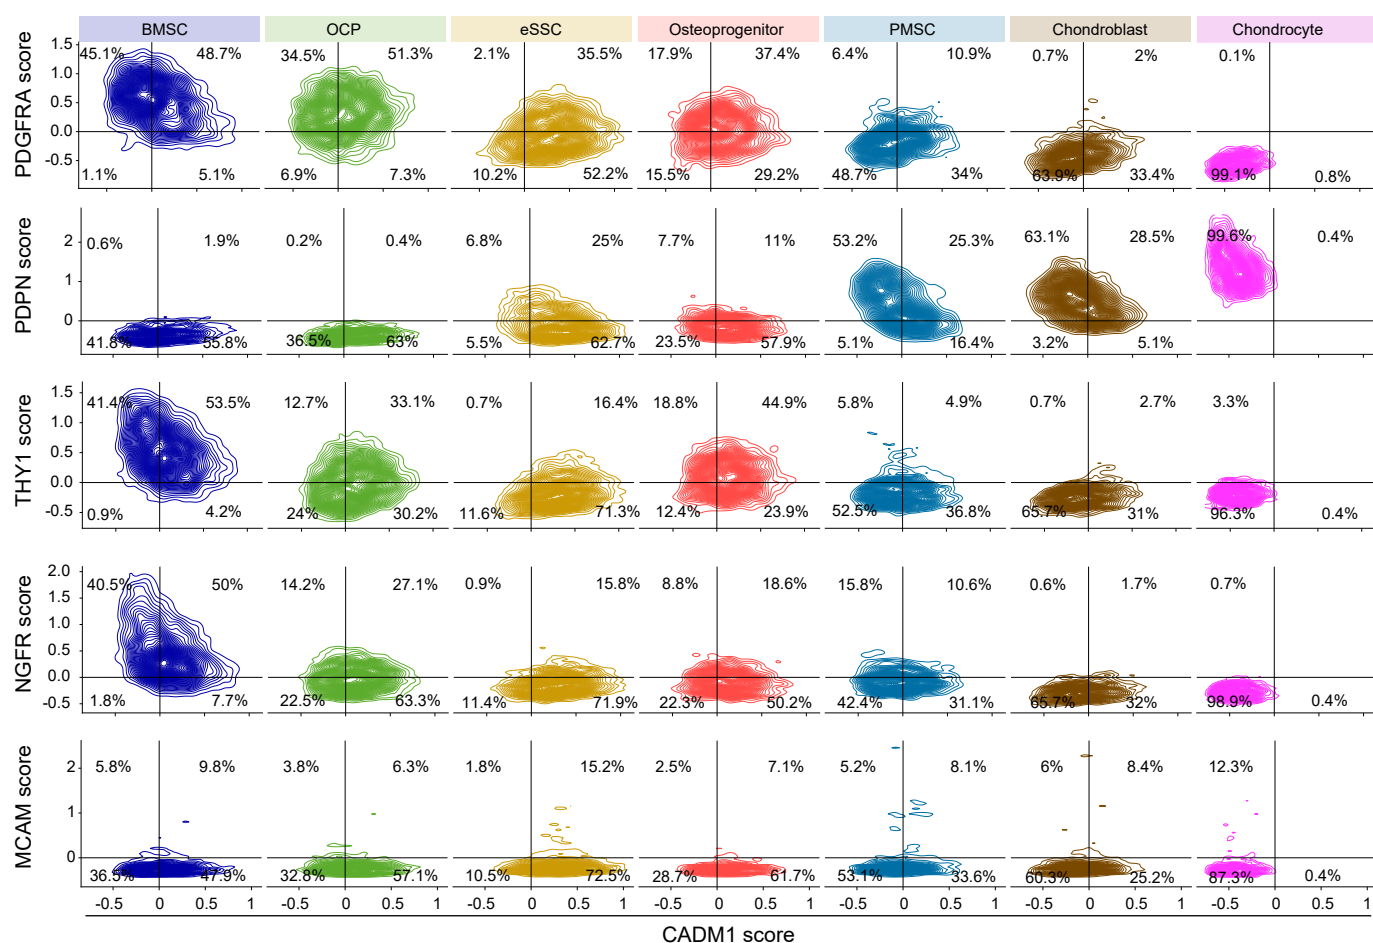 BMSC OCP eSSC Osteoprogenitor PMSC Chondroblast Chondrocyte
PDGFRA score
1.5
1.0
0.5
0.0
-0.5
45.1% 48.7% 34.5% 51.3% 2.1% 35.5% 17.9% 37.4% 6.4% 10.9% 0.7% 2% 0.1%
1.1% 5.1% 6.9% 7.3% 10.2% 52.2% 15.5% 29.2% 48.7% 34% 63.9% 33.4% 99.1% 0.8%
PDPN score
2
1
0
0.6% 1.9% 0.2% 0.4% 6.8% 25% 7.7% 11% 53.2% 25.3% 63.1% 28.5% 99.6% 0.4%
41.8% 55.8% 36.5% 63% 5.5% 62.7% 23.5% 57.9% 5.1% 16.4% 3.2% 5.1%
THY1 score
1.5
1.0
0.5
0.0
-0.5
41.4% 53.5% 12.7% 33.1% 0.7% 16.4% 18.8% 44.9% 5.8% 4.9% 0.7% 2.7% 3.3%
0.9% 4.2% 24% 30.2% 11.6% 71.3% 12.4% 23.9% 52.5% 36.8% 65.7% 31% 96.3% 0.4%
NGFR score
2.0
1.5
1.0
0.5
0.0
-0.5
40.5% 50% 14.2% 27.1% 0.9% 15.8% 8.8% 18.6% 15.8% 10.6% 0.6% 1.7% 0.7%
1.8% 7.7% 22.5% 63.3% 11.4% 71.9% 22.3% 50.2% 42.4% 31.1% 65.7% 32% 98.9% 0.4%
MCAM score
2
1
0
5.8% 9.8% 3.8% 6.3% 1.8% 15.2% 2.5% 7.1% 5.2% 8.1% 6% 8.4% 12.3%
36.5% 47.9% 32.8% 57.1% 10.5% 72.5% 28.7% 61.7% 53.1% 33.6% 60.3% 25.2% 87.3% 0.4%
-0.5 0 0.5 1 -0.5 0 0.5 1 -0.5 0 0.5 1 -0.5 0 0.5 1 -0.5 0 0.5 1 -0.5 0 0.5 1 -0.5 0 0.5 1
CADM1 score